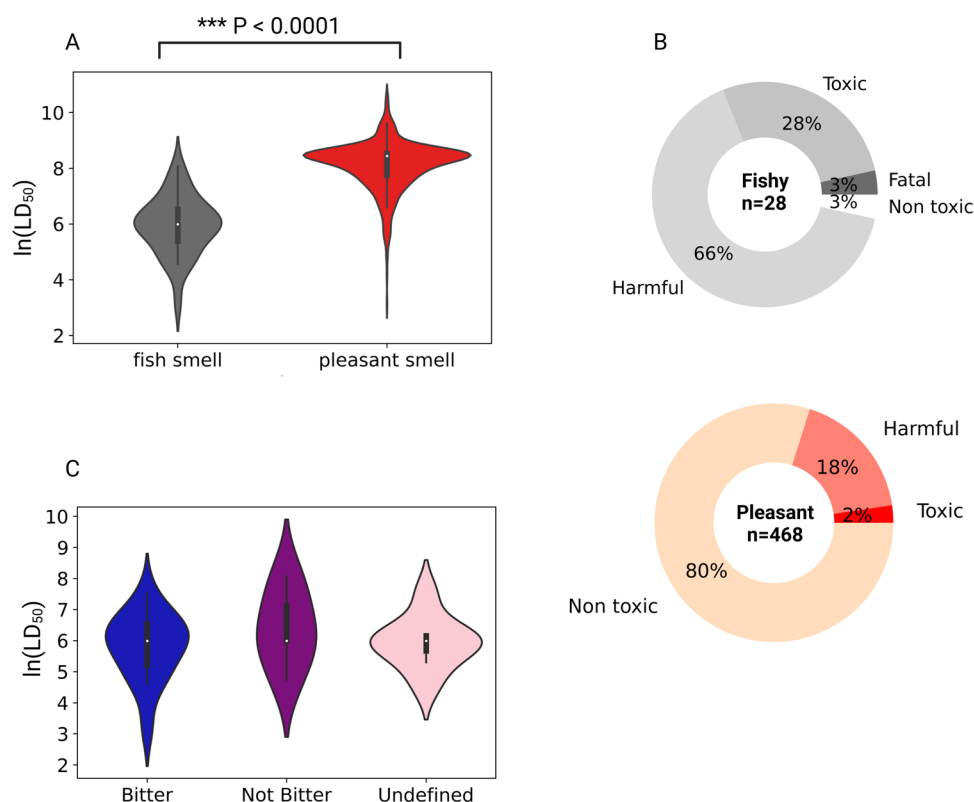 A
*** P < 0.0001
ln(LD50)
10
8
6
4
2
fish smell
pleasant smell
B
Toxic
28%
Fatal
3%
Non toxic
3%
Fishy
n=28
66%
Harmful
Harmful
18%
Toxic
2%
Pleasant
n=468
80%
Non toxic
C
ln(LD50)
10
9
8
7
6
5
4
3
2
Bitter
Not Bitter
Undefined